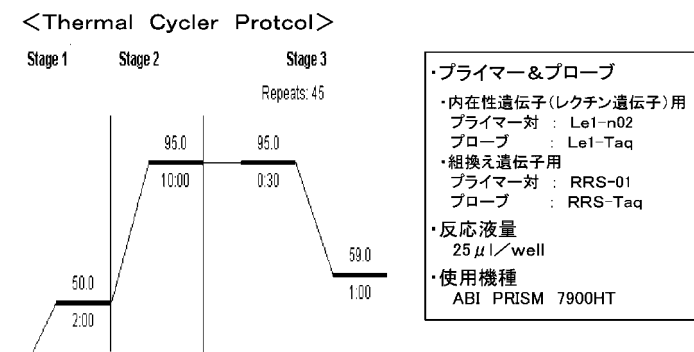 <Thermal Cycler Protcol>
Stage 1 Stage 2 Stage 3
Repeats: 45
95.0 95.0
10:00 0:30
59.0
1:00
50.0
2:00
・プライマー＆プローブ
・内在性遺伝子(レクチン遺伝子)用
プライマー対 : Le1-n02
プローブ : Le1-Taq
・組換え遺伝子用
プライマー対 : RRS-01
プローブ : RRS-Taq
・反応液量
25μl/well
・使用機種
ABI PRISM 7900HT